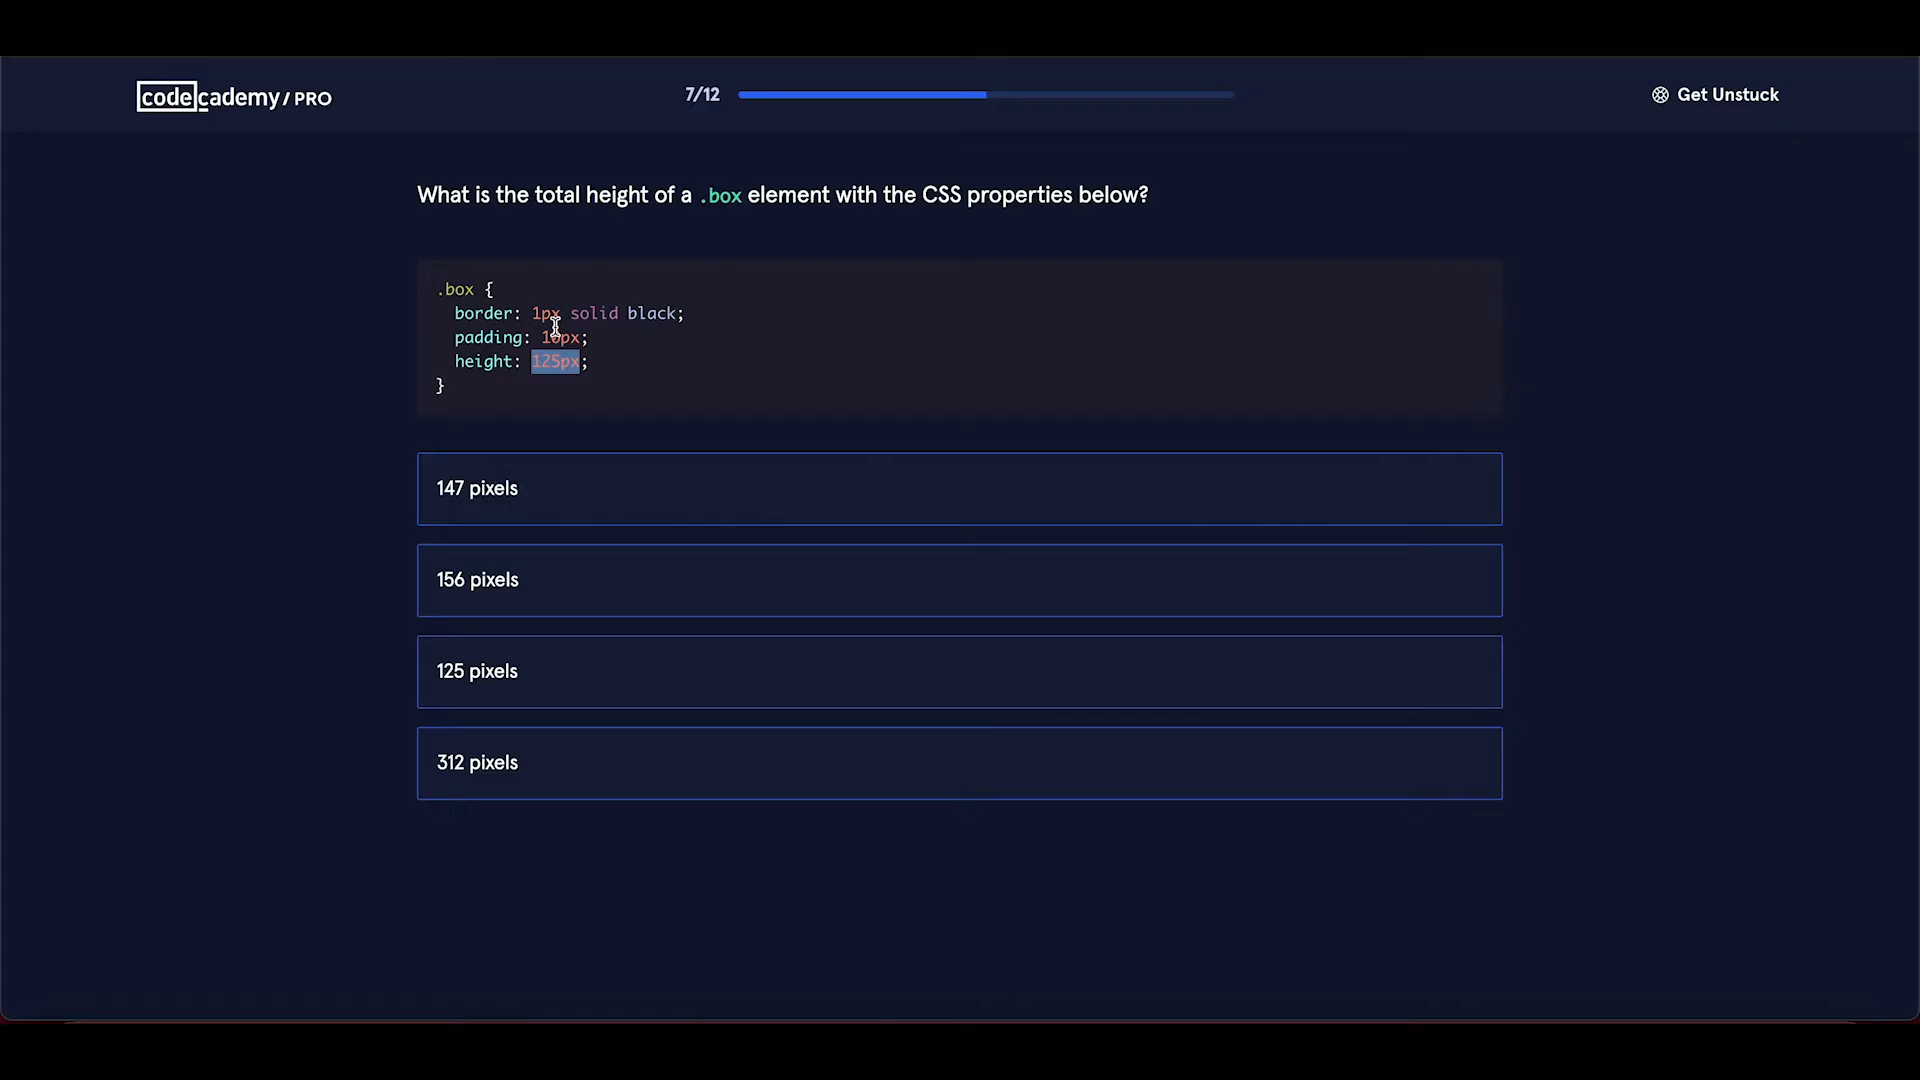 codecademy / PRO
7/12
Get Unstuck
What is the total height of a .box element with the CSS properties below?
.box {
border: 1px solid black;
padding: 10px;
height: 125px;
}
147 pixels
156 pixels
125 pixels
312 pixels